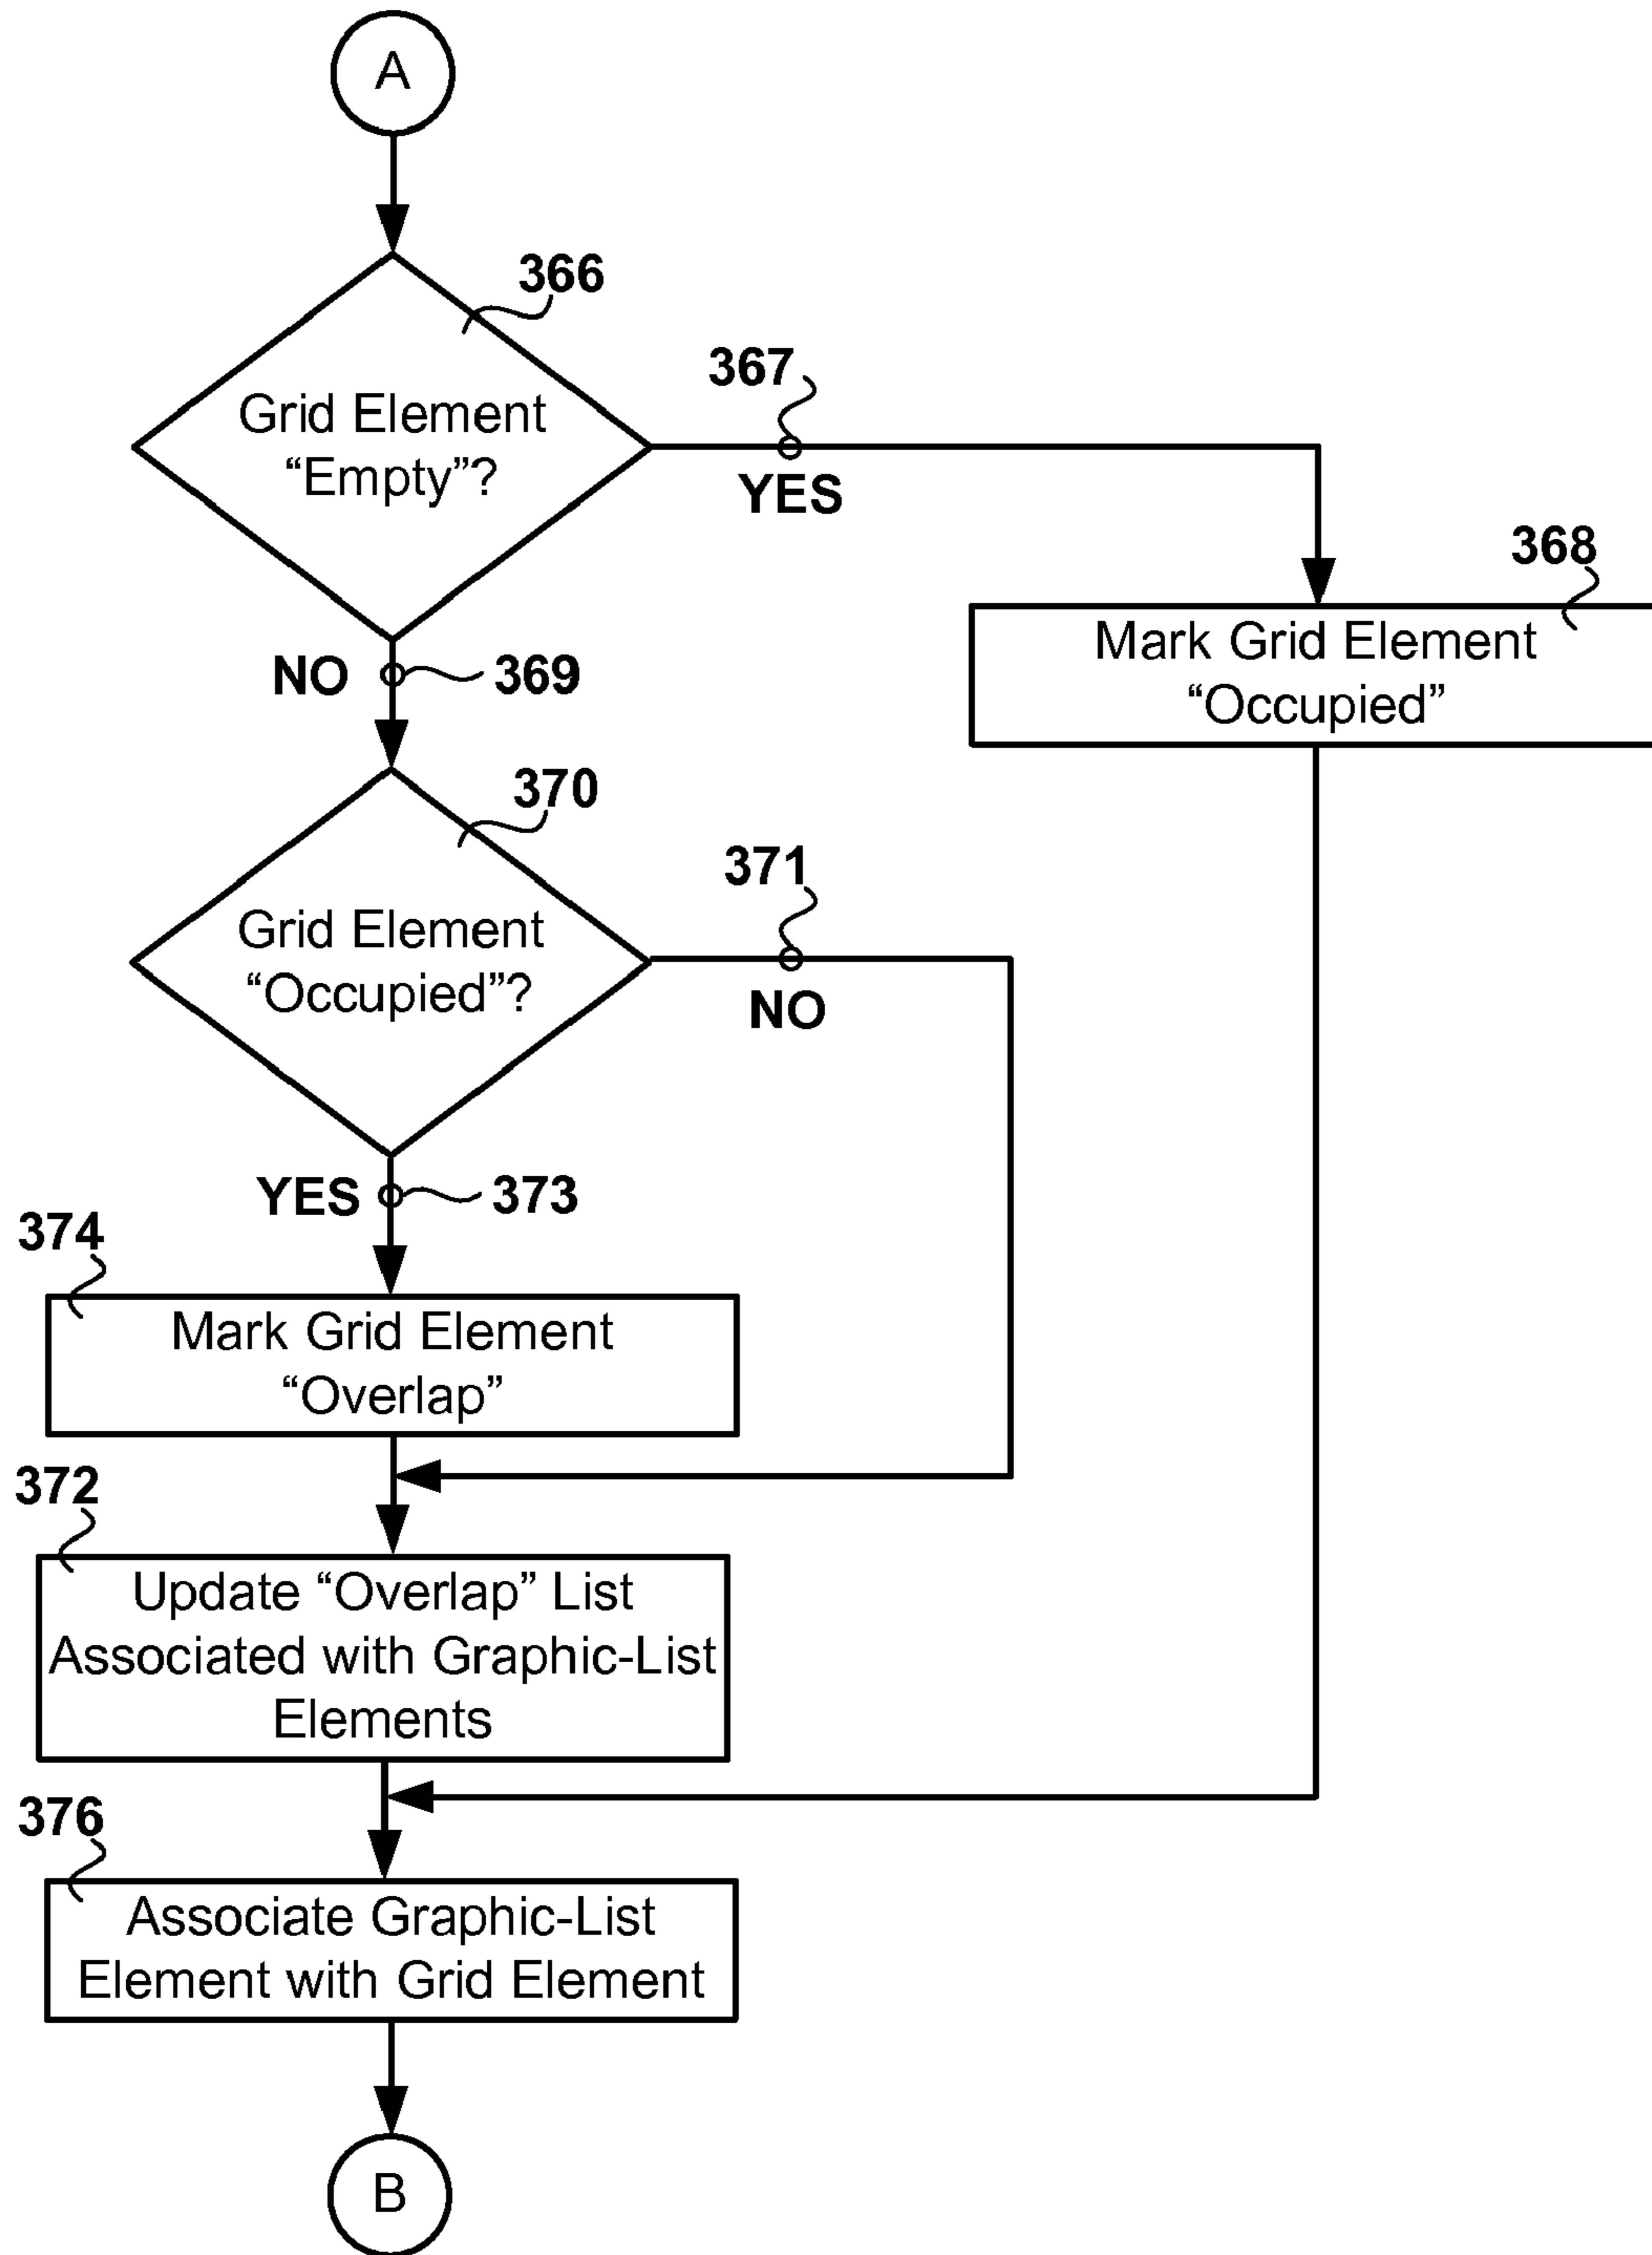 A
366
Grid Element
“Empty”?
367
YES
368
Mark Grid Element
“Occupied”
NO
369
370
Grid Element
“Occupied”?
371
NO
YES
373
374
Mark Grid Element
“Overlap”
372
Update “Overlap” List
Associated with Graphic-List
Elements
376
Associate Graphic-List
Element with Grid Element
B